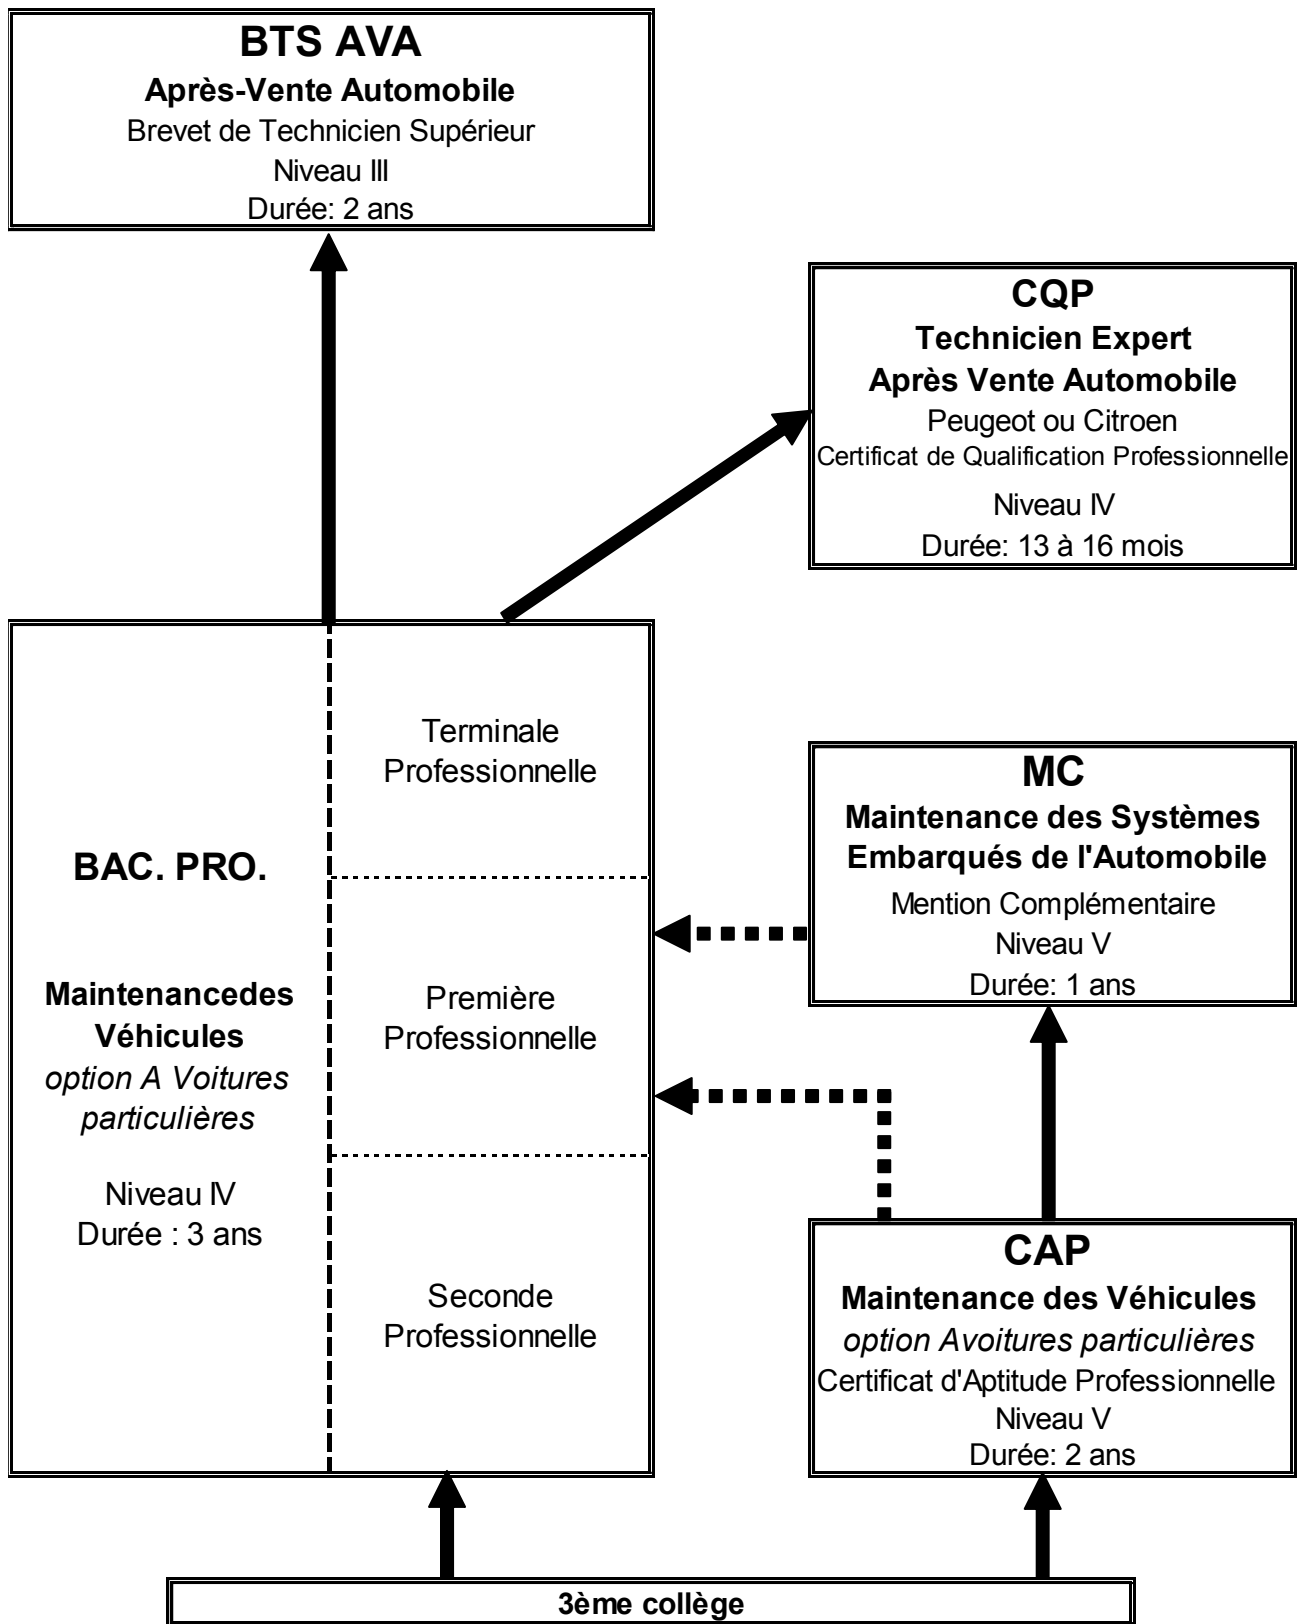 BTS AVA
Après-Vente Automobile
Brevet de Technicien Supérieur
Niveau III
Durée: 2 ans
CQP
Technicien Expert
Après Vente Automobile
Peugeot ou Citroen
Certificat de Qualification Professionnelle
Niveau IV
Durée: 13 à 16 mois
BAC. PRO.
Maintenancedes
Véhicules
option A Voitures
particulières
Niveau IV
Durée : 3 ans
Terminale
Professionnelle
Première
Professionnelle
Seconde
Professionnelle
MC
Maintenance des Systèmes
Embarqués de l'Automobile
Mention Complémentaire
Niveau V
Durée: 1 ans
CAP
Maintenance des Véhicules
option Avoitures particulières
Certificat d'Aptitude Professionnelle
Niveau V
Durée: 2 ans
3ème collège